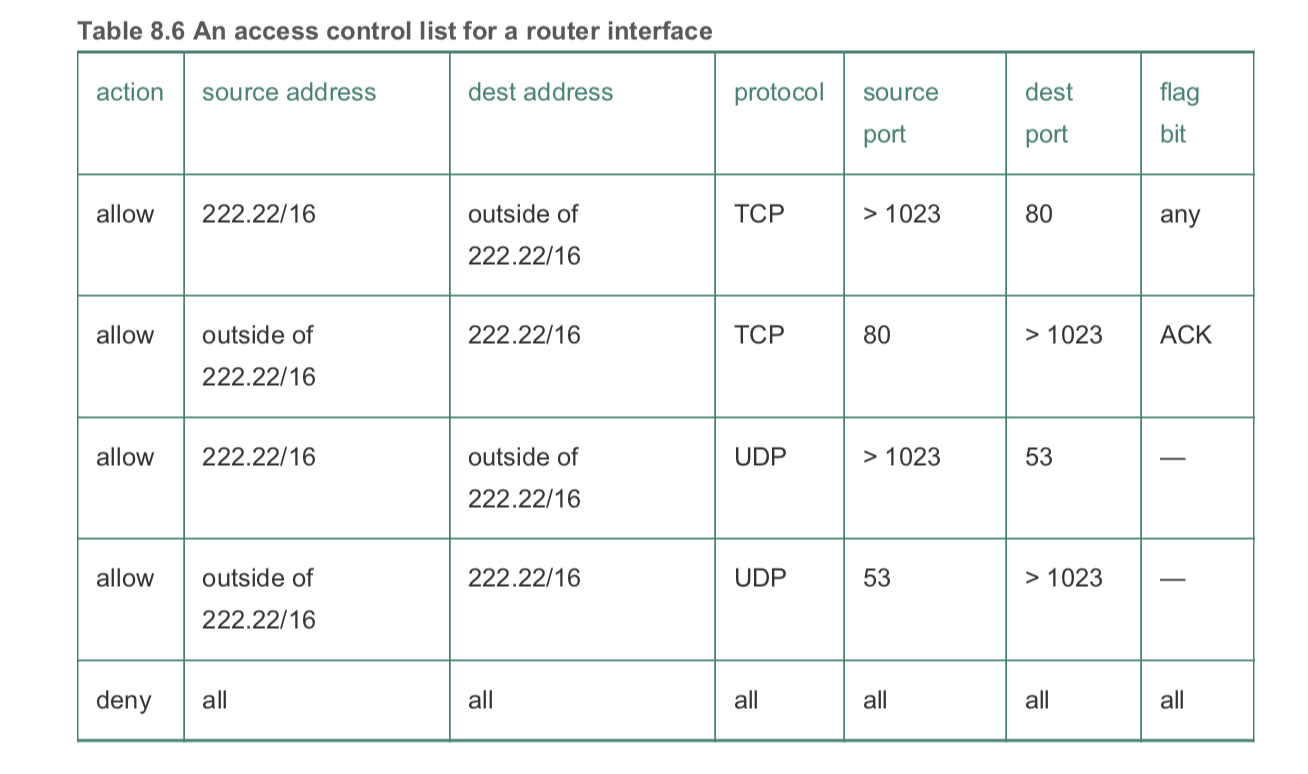 Table 8.6 An access control list for a router interface
action source address dest address protocol source port dest port flag bit
allow 222.22/16 outside of 222.22/16 TCP > 1023 80 any
allow outside of 222.22/16 222.22/16 TCP 80 > 1023 ACK
allow 222.22/16 outside of 222.22/16 UDP > 1023 53 —
allow outside of 222.22/16 222.22/16 UDP 53 > 1023 —
deny all all all all all all